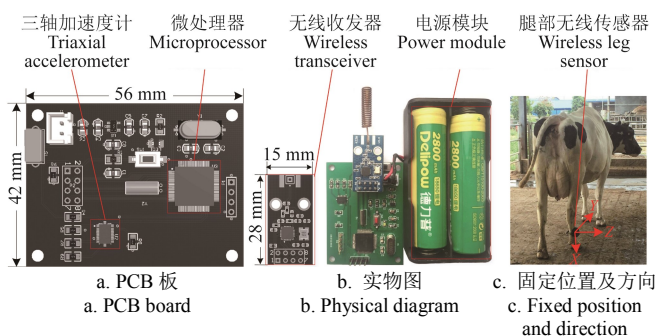 三轴加速度计
Triaxial
accelerometer
微处理器
Microprocessor
无线收发器
Wireless
transceiver
电源模块
Power module
腿部无线传感器
Wireless leg
sensor
56 mm
42 mm
15 mm
28 mm
Delipow 德力普
2800
2800
X
Z
Y
a. PCB 板
a. PCB board
b. 实物图
b. Physical diagram
c. 固定位置及方向
c. Fixed position
and direction